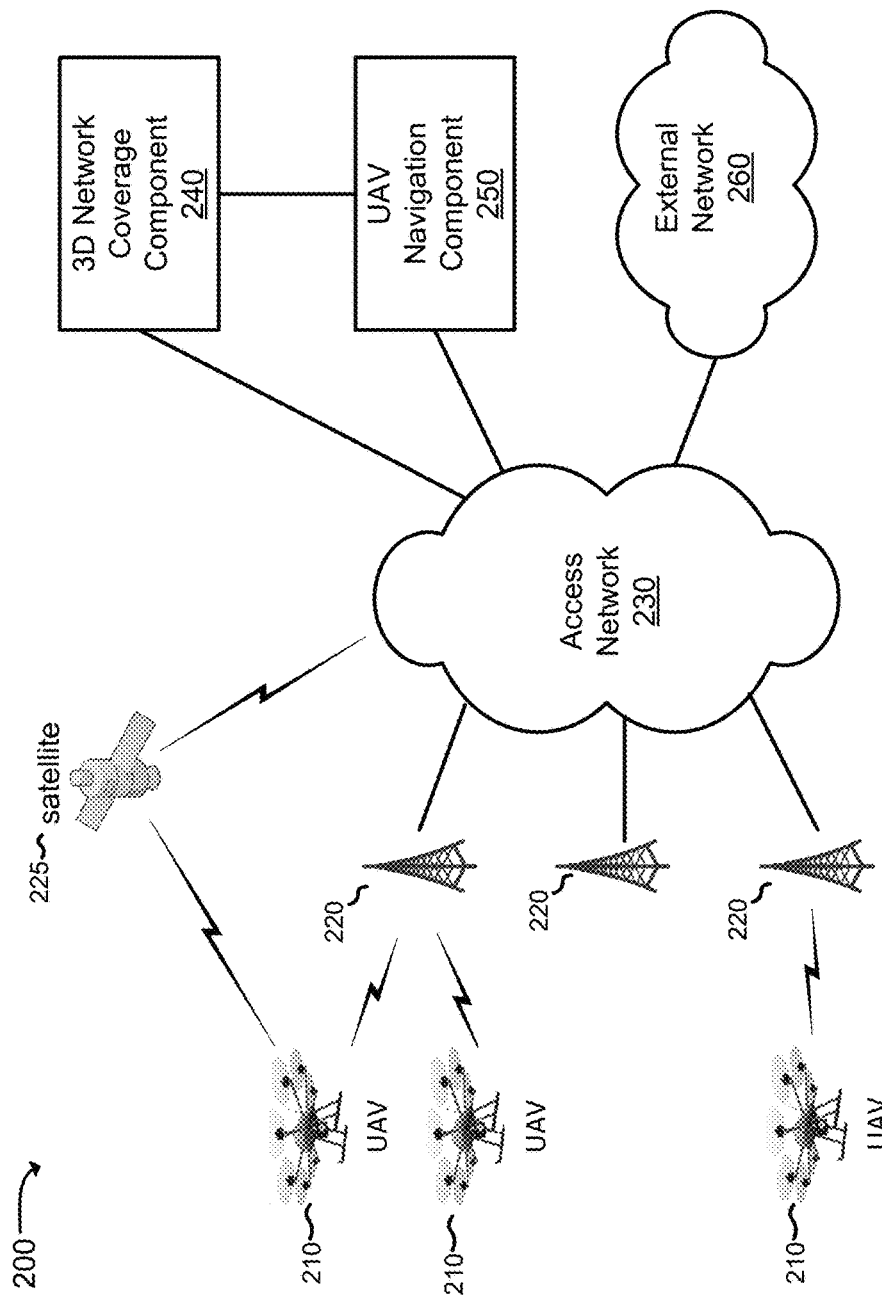 200
225
satellite
3D Network
Coverage
Component
240
UAV
Navigation
Component
250
External
Network
260
Access
Network
230
220
220
220
210
UAV
210
UAV
210
UAV